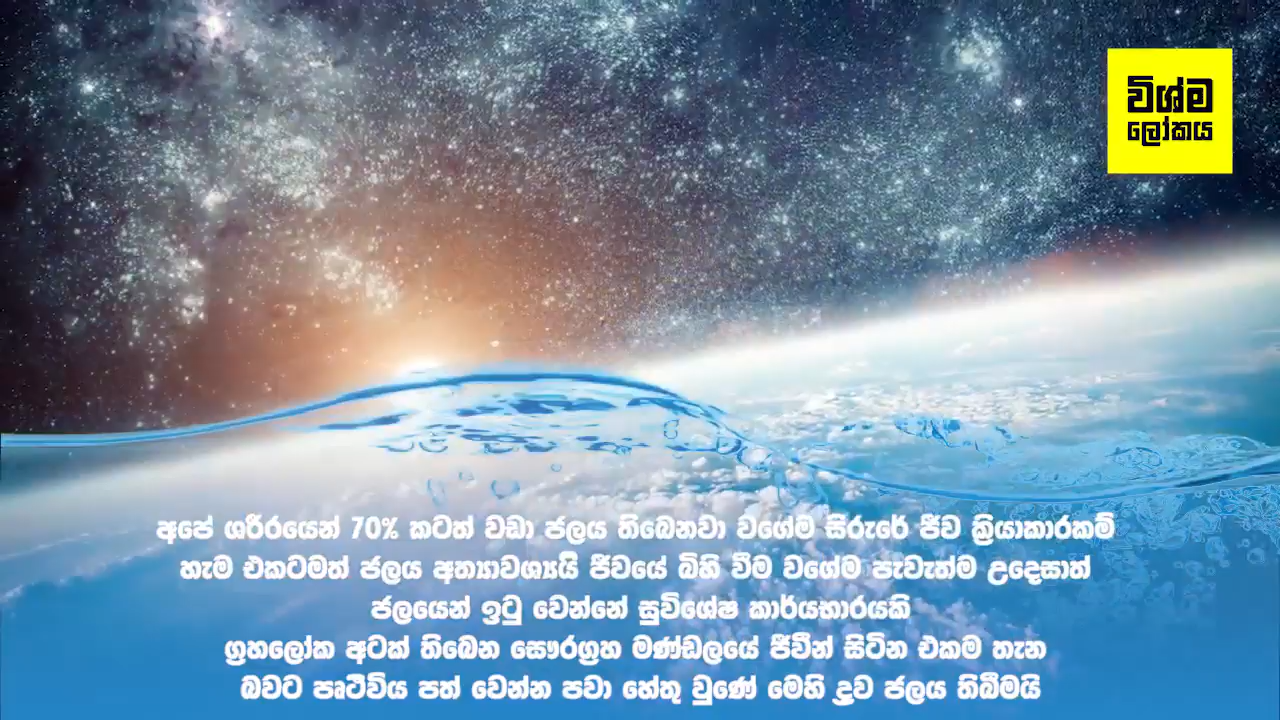 විශ්ම
ලෝකය
අපේ ශරීරයෙන් 70% කටත් වඩා ජලය තිබෙනවා වගේම සිරුරේ ජීව ක්‍රියාකාරකම්
හැම එකටමත් ජලය අත්‍යාවශ්‍යයි ජීවයේ බිහි වීම වගේම පැවැත්ම උදෙසාත්
ජලයෙන් ඉටු වෙන්නේ සුවිශේෂ කාර්යභාරයකි
ග්‍රහලෝක අටක් තිබෙන සෞරග්‍රහ මණ්ඩලයේ ජීවීන් සිටින එකම තැන
බවට පෘථිවිය පත් වෙන්න පවා හේතු වුණේ මෙහි ද්‍රව ජලය තිබීමයි